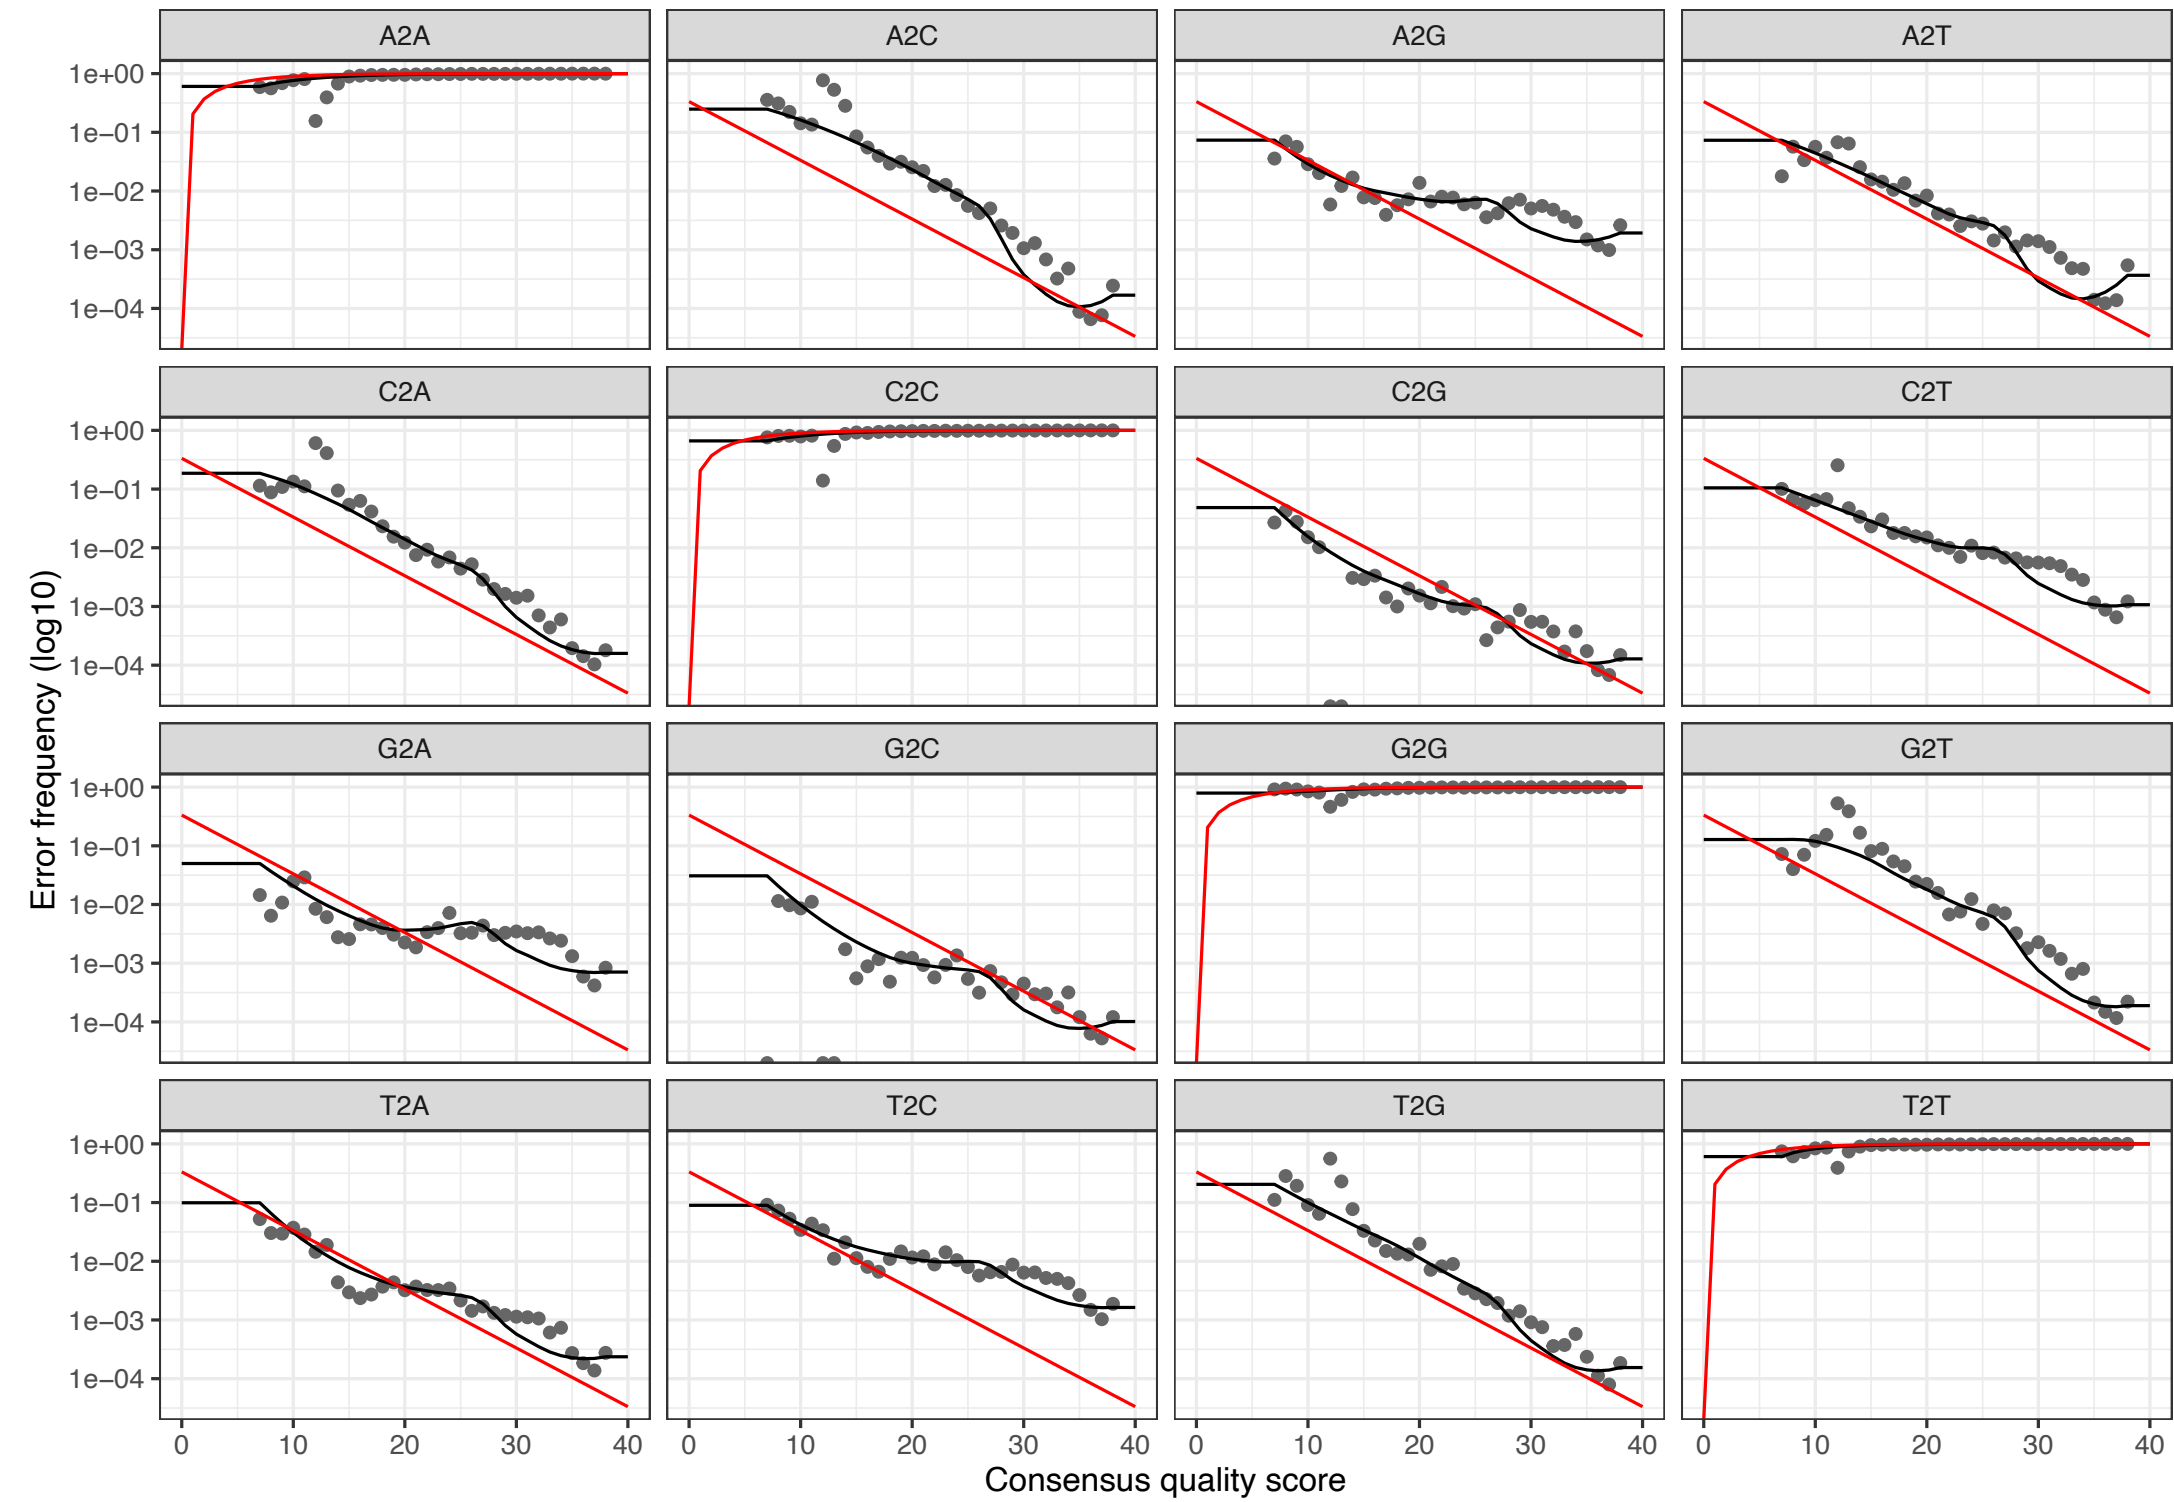 A2A A2C A2G A2T
1e+00
1e−01
1e−02
1e−03
1e−04
C2A C2C C2G C2T
1e+00
1e−01
1e−02
1e−03
1e−04
G2A G2C G2G G2T
1e+00
1e−01
1e−02
1e−03
1e−04
T2A T2C T2G T2T
1e+00
1e−01
1e−02
1e−03
1e−04
0 10 20 30 40 0 10 20 30 40 0 10 20 30 40 0 10 20 30 40
Consensus quality score
Error frequency (log10)